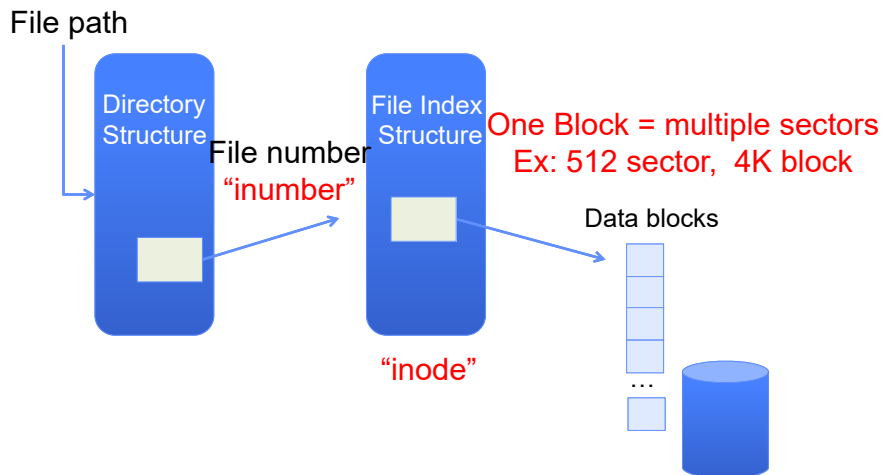 File path
Directory
Structure
File number
“inumber”
File Index
Structure
“inode”
One Block = multiple sectors
Ex: 512 sector, 4K block
Data blocks
...